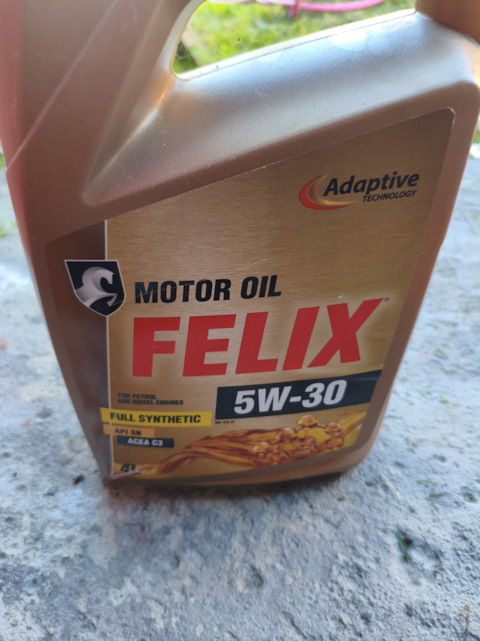 Adaptive
TECHNOLOGY
MOTOR OIL
FELIX
5W-30
FOR PETROL
AND DIESEL ENGINES
FULL SYNTHETIC
API SN
ACEA C3